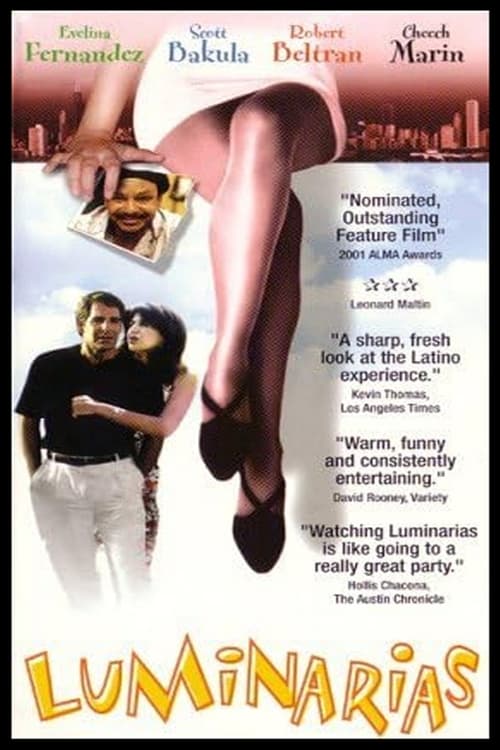 Evelina Scott Robert Cheech
Fernandez Bakula Beltran Marin
"Nominated,
Outstanding
Feature Film"
2001 ALMA Awards
Leonard Maltin
"A sharp, fresh
look at the Latino
experience."
Kevin Thomas,
Los Angeles Times
"Warm, funny
and consistently
entertaining."
David Rooney, Variety
"Watching Luminarias
is like going to a
really great party."
Hollis Chacona,
The Austin Chronicle
LUMiNARiAS